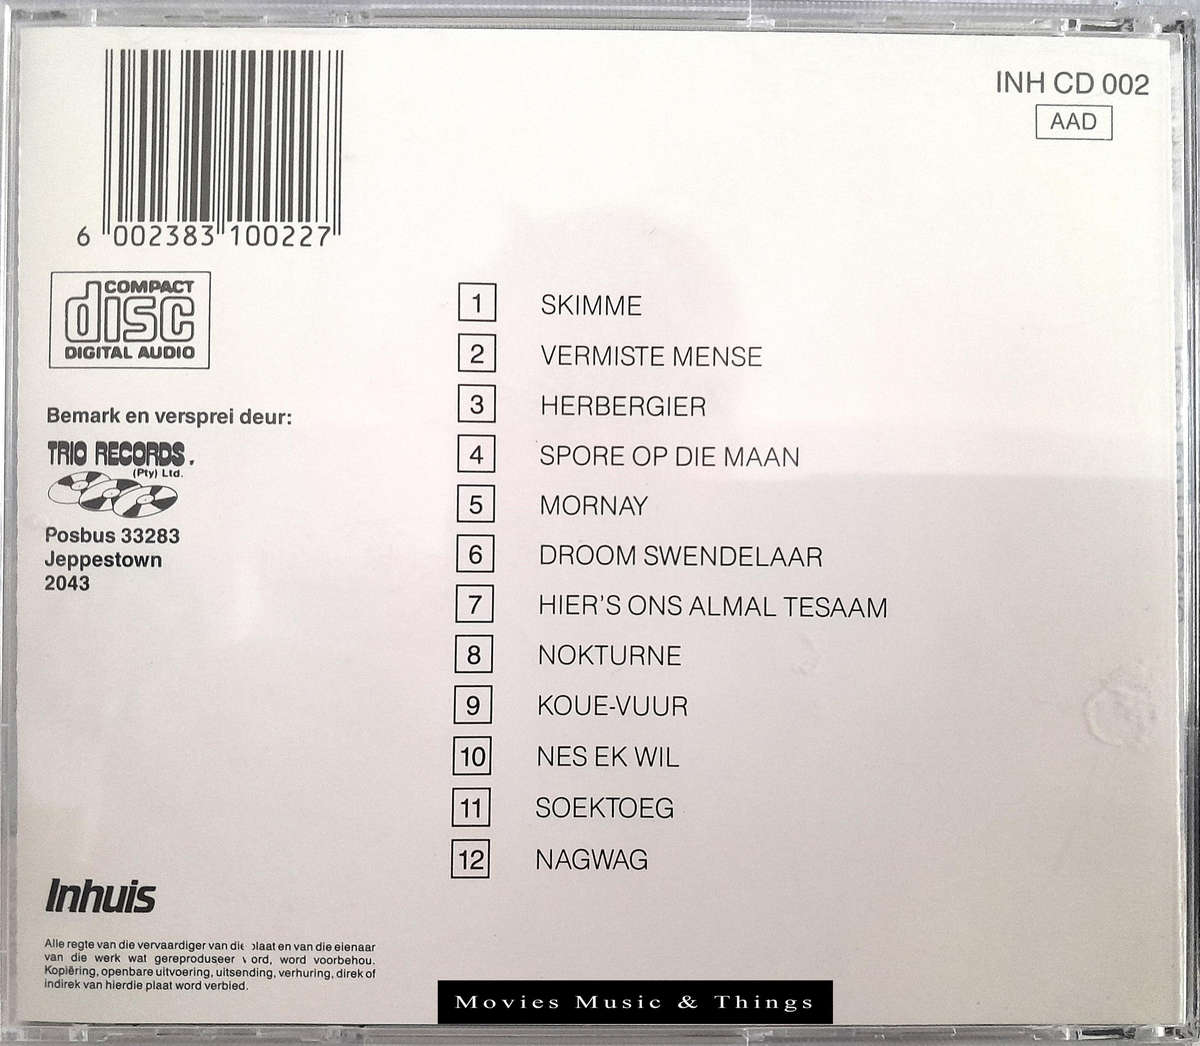 INH CD 002
AAD
6 002383 100227
COMPACT
disc
DIGITAL AUDIO
Bemark en versprei deur:
TRIO RECORDS.
(Pty) Ltd.
Posbus 33283
Jeppestown
2043
1 SKIMME
2 VERMISTE MENSE
3 HERBERGIER
4 SPORE OP DIE MAAN
5 MORNAY
6 DROOM SWENDELAAR
7 HIER'S ONS ALMAL TESAAM
8 NOKTURNE
9 KOUE-VUUR
10 NES EK WIL
11 SOEKTOEG
12 NAGWAG
Inhuis
Alle regte van die vervaardiger van die plaat en van die eienaar
van die werk wat gereproduseer word, word voorbehou.
Kopiëring, openbare uitvoering, uitsending, verhuring, direk of
indirek van hierdie plaat word verbied.
Movies Music & Things